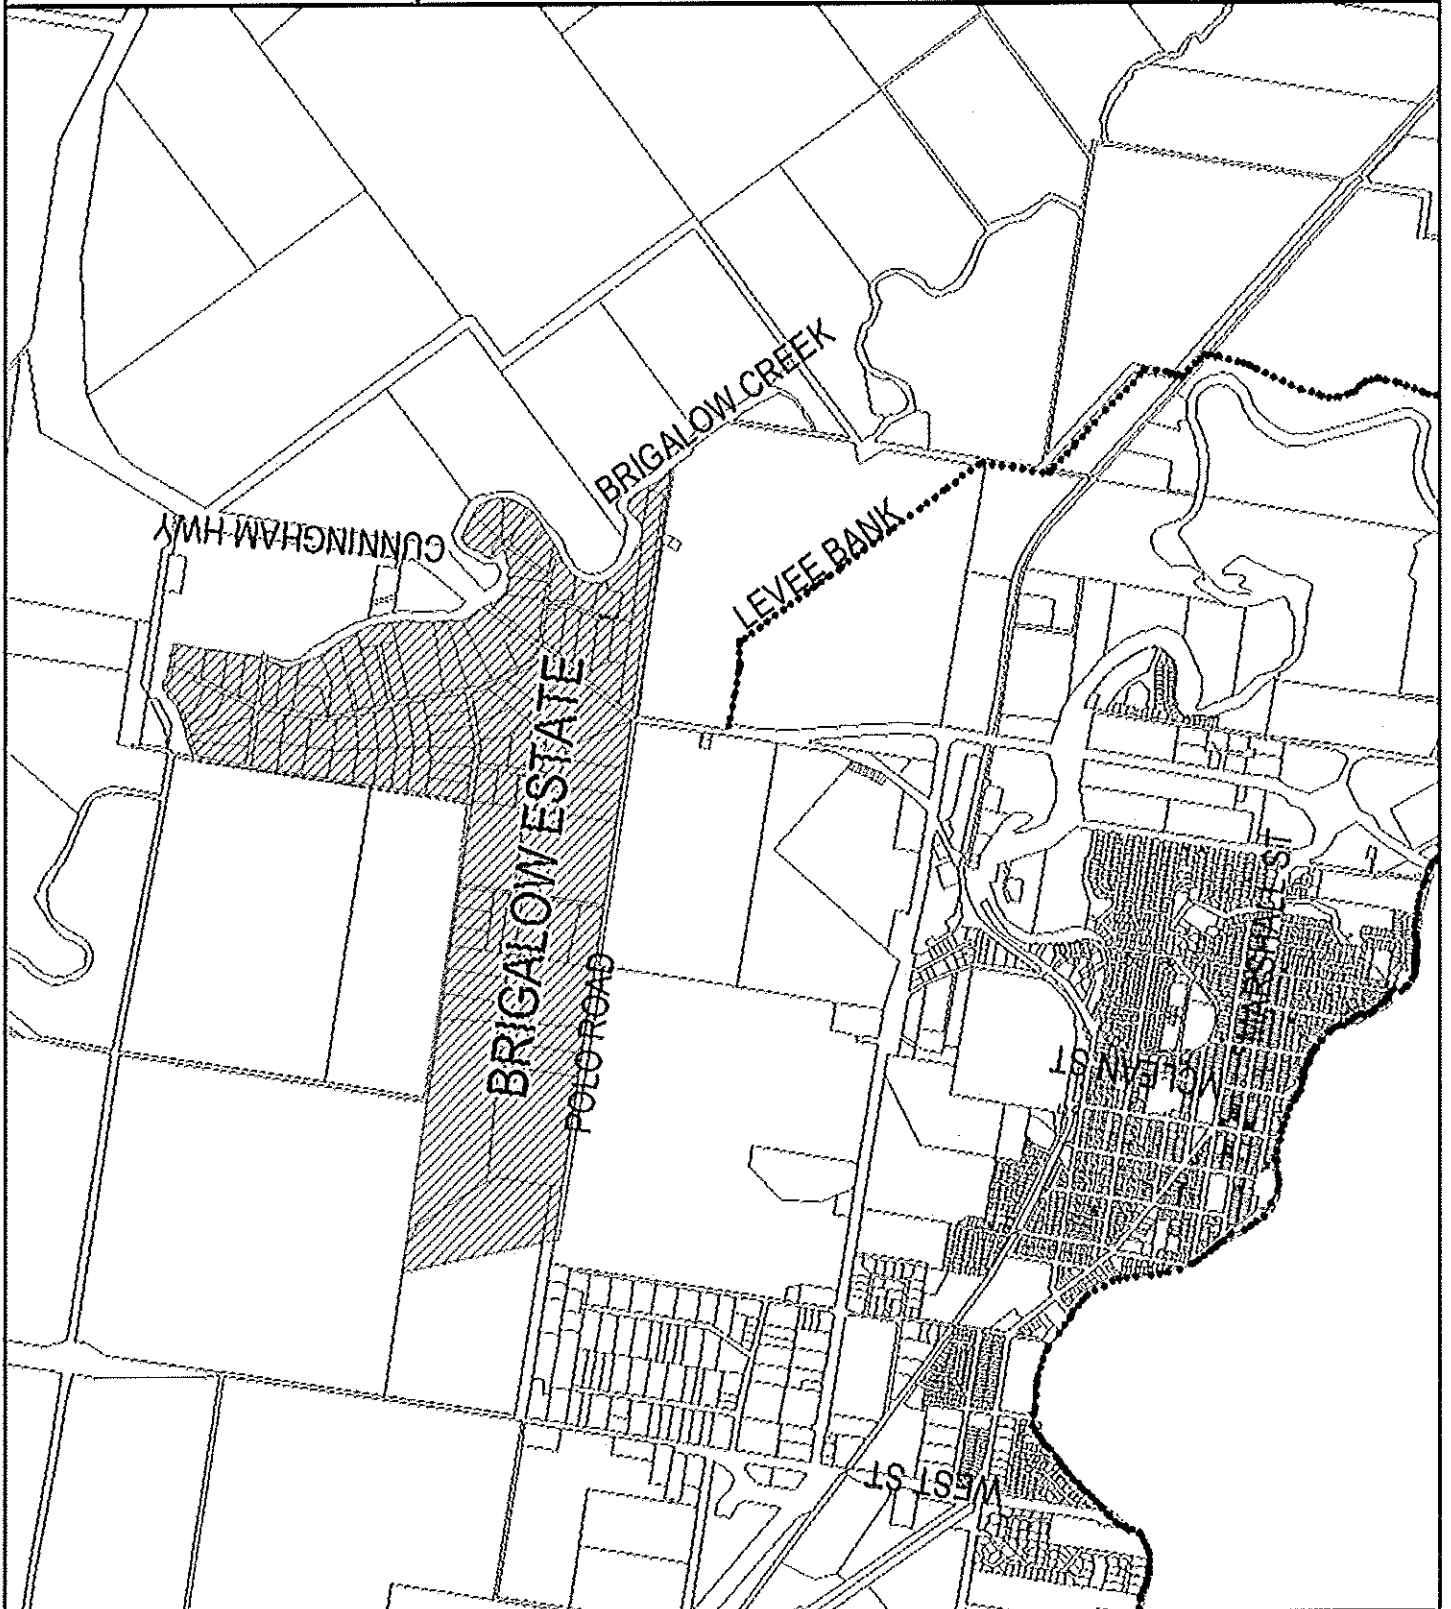 CUNNINGHAM HWY
BRIGALOW CREEK
LEVEE BANK
BRIGALOW ESTATE
POLO ROAD
MARSHALL ST
MCLEAN ST
WEST ST